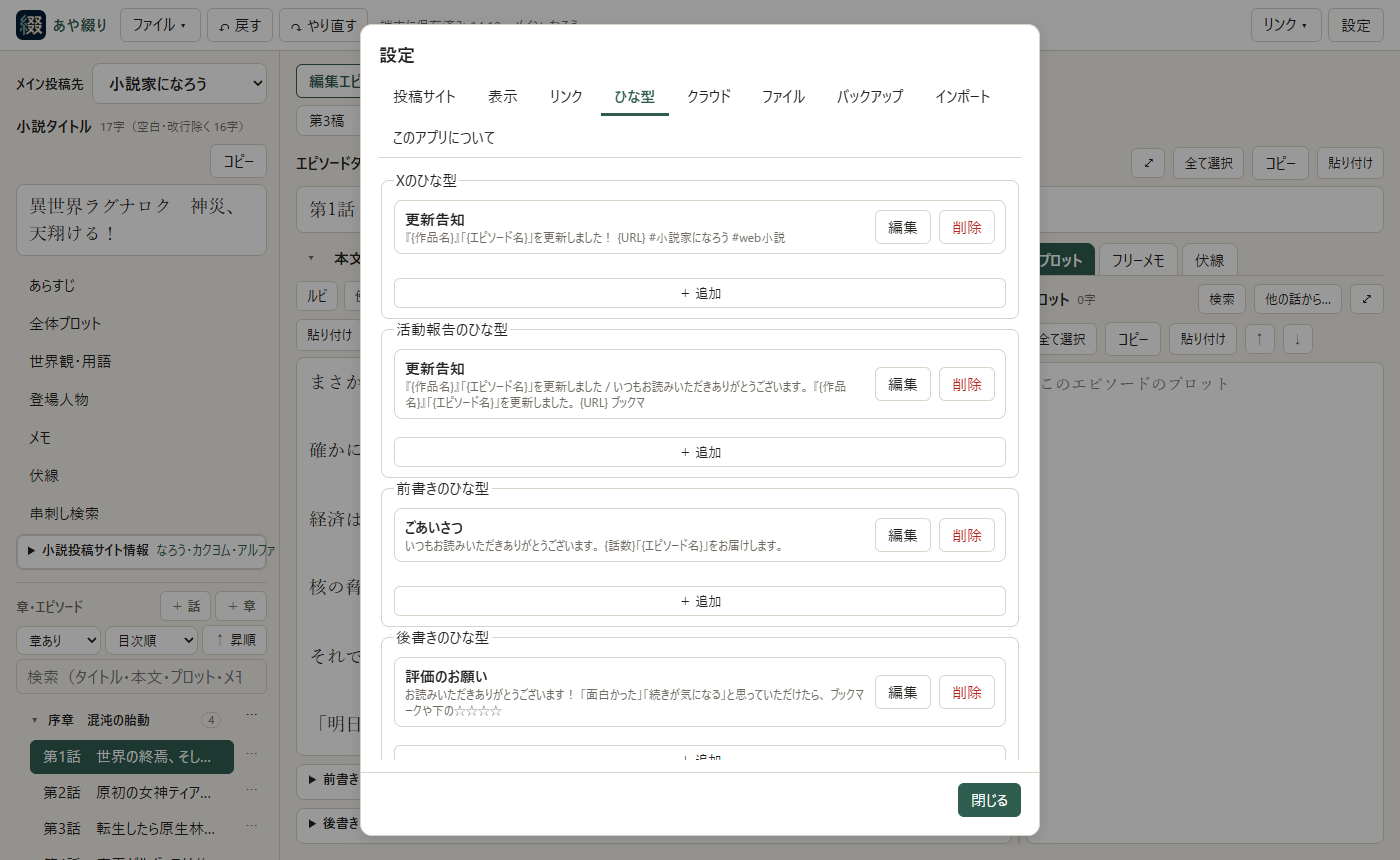 綴 あや綴り ファイル ▾ ↶ 戻す ↷ やり直す
リンク ▾ 設定
メイン投稿先 小説家になろう
小説タイトル 17字（空白・改行除く16字）
コピー
異世界ラグナロク　神災、
天翔ける！
あらすじ
全体プロット
世界観・用語
登場人物
メモ
伏線
串刺し検索
▶ 小説投稿サイト情報 なろう・カクヨム・アルファ
章・エピソード ＋ 話 ＋ 章
章あり 目次順 ↑ 昇順
検索（タイトル・本文・プロット・メモ
▾ 序章　混沌の胎動 4 …
第1話　世界の終焉、そし... …
第2話　原初の女神ティア... …
第3話　転生したら原生林... …
編集エピ
第3稿
エピソードタ
第1話
▾ 本文
ルビ
貼り付け
まさか
確かに
経済は
核の脅
それで
「明日
▶ 前書き
▶ 後書き
設定
投稿サイト 表示 リンク ひな型 クラウド ファイル バックアップ インポート
このアプリについて
Xのひな型
更新告知
『{作品名}』「{エピソード名}」を更新しました！ {URL} #小説家になろう #web小説
編集 削除
＋ 追加
活動報告のひな型
更新告知
『{作品名}』「{エピソード名}」を更新しました / いつもお読みいただきありがとうございます。『{作品
名}』「{エピソード名}」を更新しました。{URL} ブックマ
編集 削除
＋ 追加
前書きのひな型
ごあいさつ
いつもお読みいただきありがとうございます。{話数}「{エピソード名}」をお届けします。
編集 削除
＋ 追加
後書きのひな型
評価のお願い
お読みいただきありがとうございます！「面白かった」「続きが気になる」と思っていただけたら、ブックマ
ークや下の☆☆☆☆
編集 削除
＋ 追加
閉じる
⤢ 全て選択 コピー 貼り付け
プロット フリーメモ 伏線
ロット 0字 検索 他の話から... ⤢
全て選択 コピー 貼り付け ↑ ↓
このエピソードのプロット